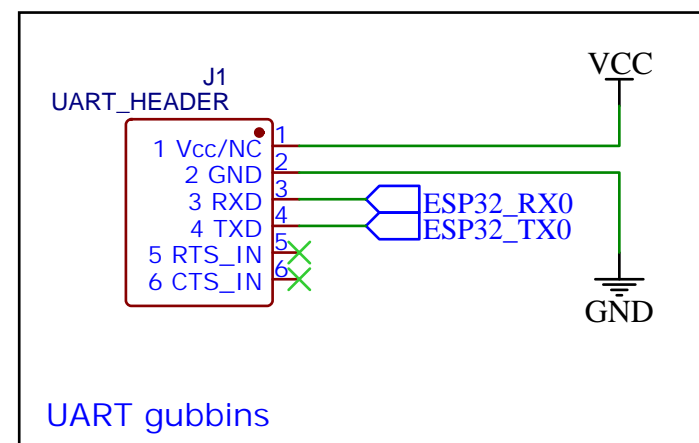 J1
UART_HEADER
VCC
1 Vcc/NC 1
2 GND 2
3 RXD 3 ESP32_RX0
4 TXD 4 ESP32_TX0
5 RTS_IN 5
6 CTS_IN 6
GND
UART gubbins